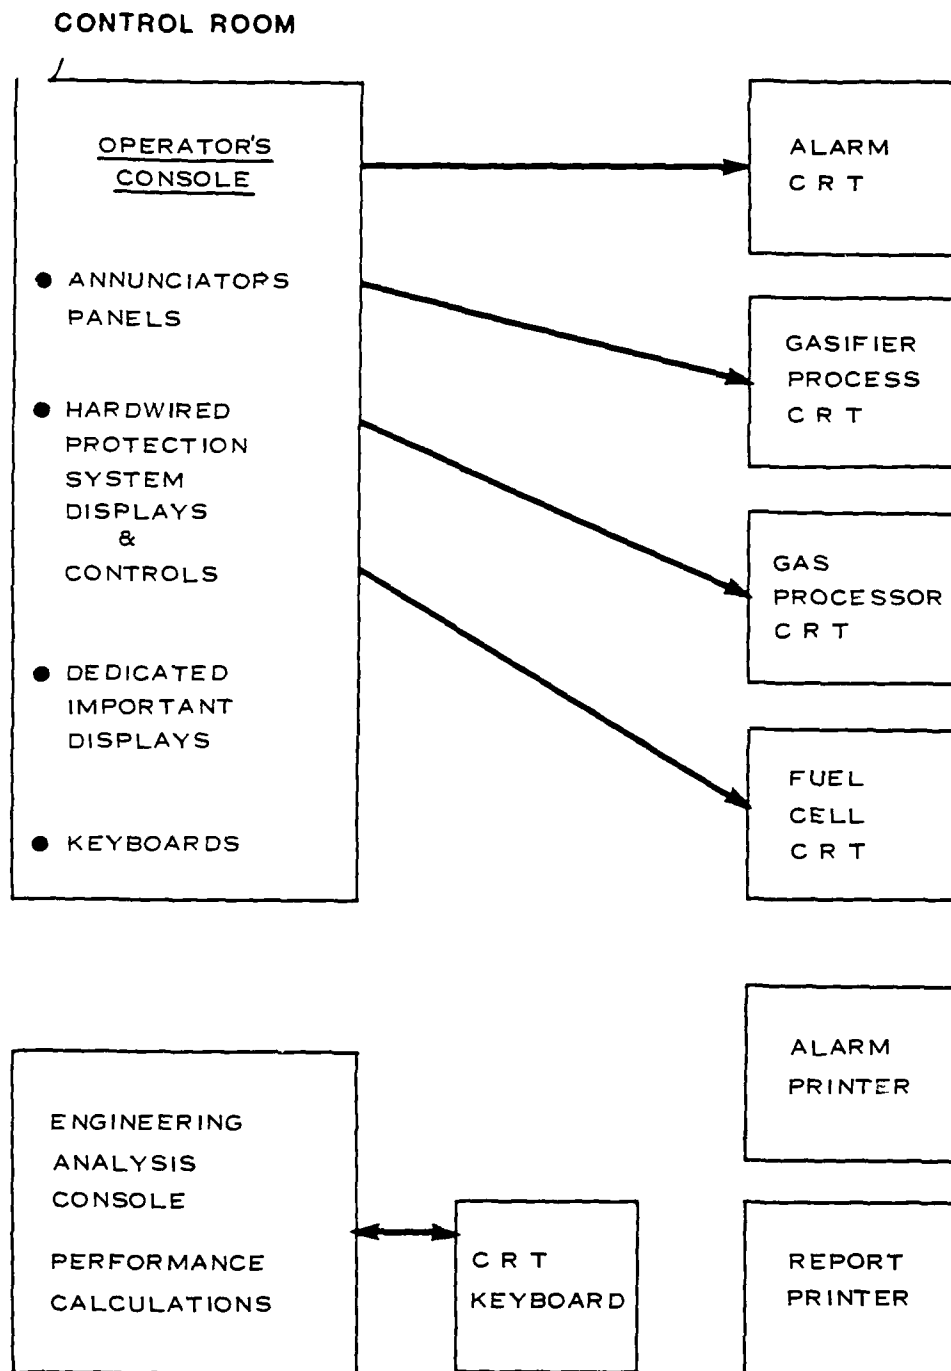 CONTROL ROOM
OPERATOR'S
CONSOLE
● ANNUNCIATORS
PANELS
● HARDWIRED
PROTECTION
SYSTEM
DISPLAYS
&
CONTROLS
● DEDICATED
IMPORTANT
DISPLAYS
● KEYBOARDS
ALARM
CRT
GASIFIER
PROCESS
CRT
GAS
PROCESSOR
CRT
FUEL
CELL
CRT
ENGINEERING
ANALYSIS
CONSOLE
PERFORMANCE
CALCULATIONS
CRT
KEYBOARD
ALARM
PRINTER
REPORT
PRINTER